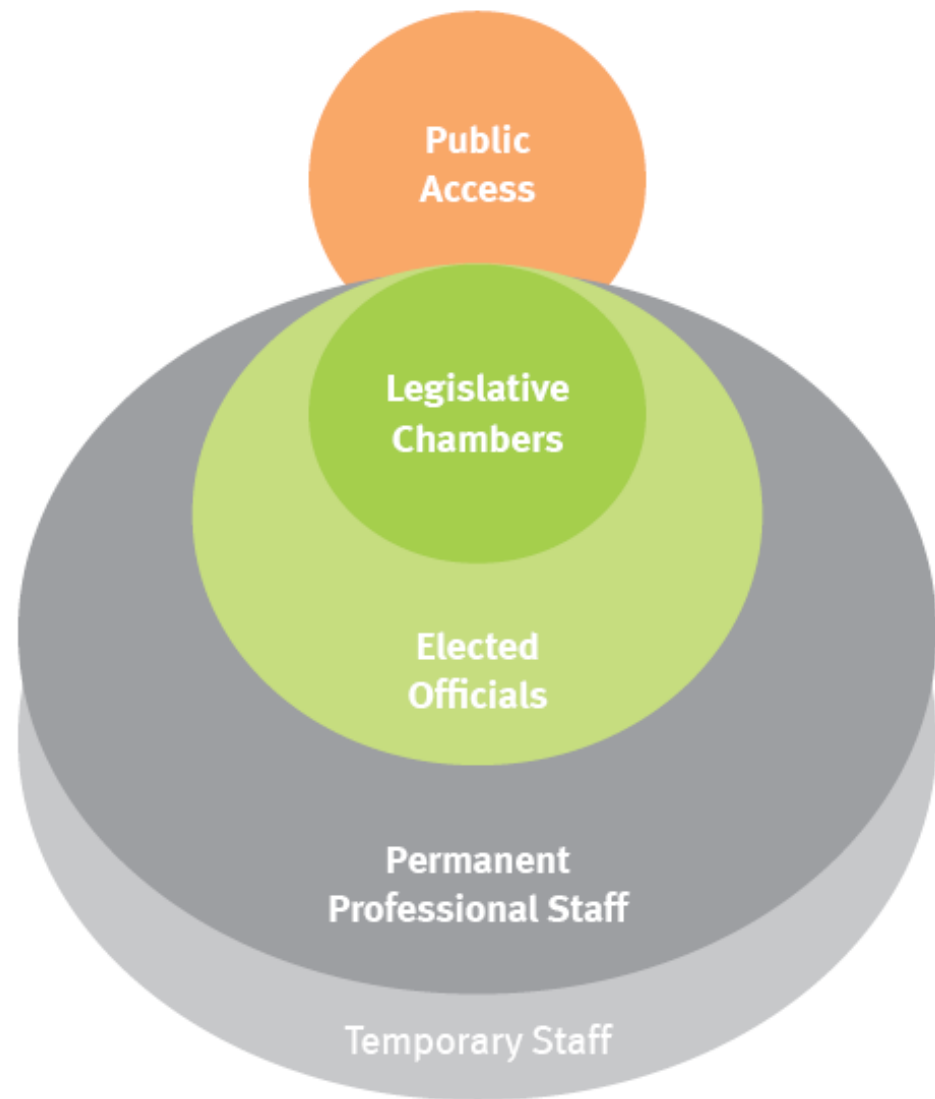 Public
Access
Legislative
Chambers
Elected
Officials
Permanent
Professional Staff
Temporary Staff